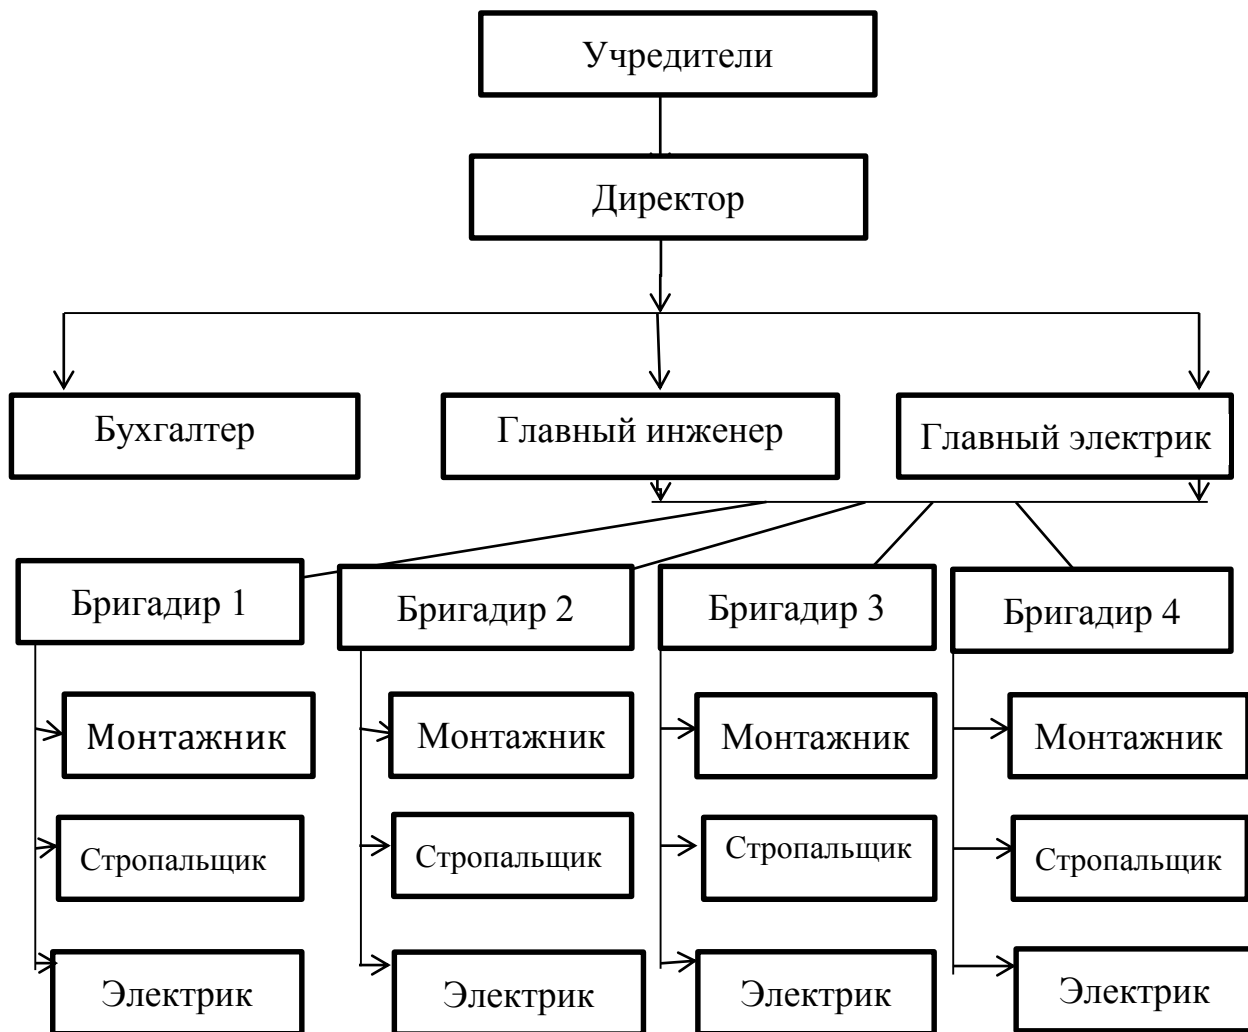 Учредители
Директор
Бухгалтер
Главный инженер
Главный электрик
Бригадир 1
Бригадир 2
Бригадир 3
Бригадир 4
Монтажник
Монтажник
Монтажник
Монтажник
Стропальщик
Стропальщик
Стропальщик
Стропальщик
Электрик
Электрик
Электрик
Электрик